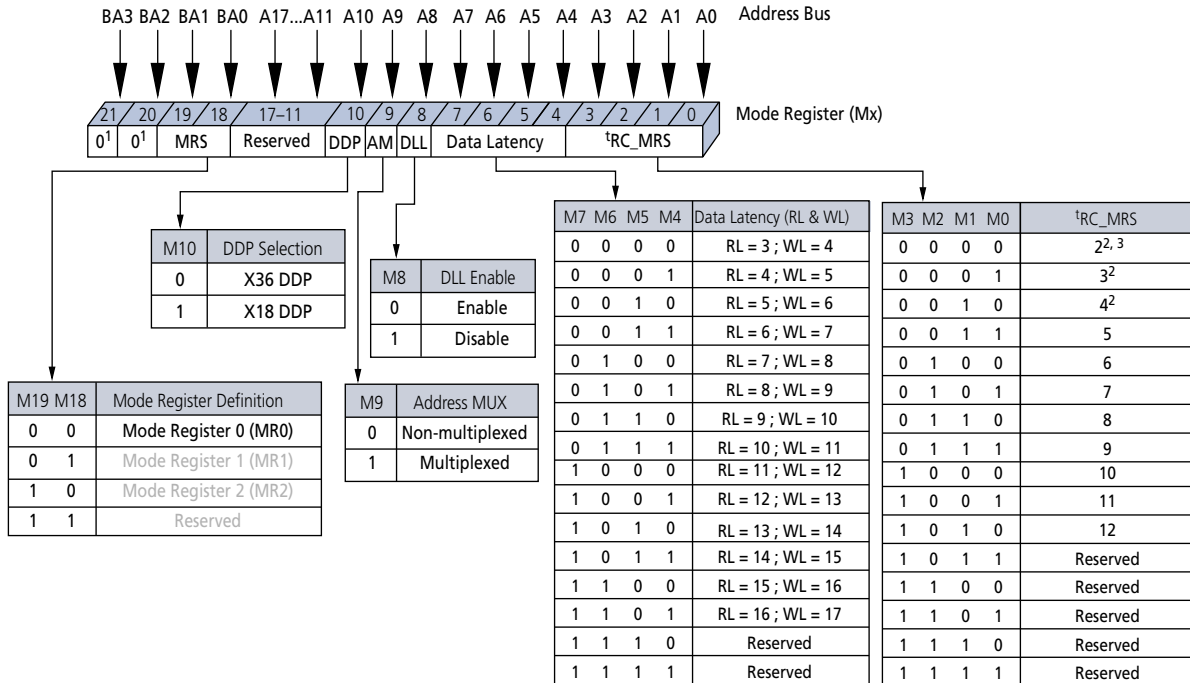 BA3 BA2 BA1 BA0 A17...A11 A10 A9 A8 A7 A6 A5 A4 A3 A2 A1 A0 Address Bus
21 20 19 18 17–11 10 9 8 7 6 5 4 3 2 1 0 Mode Register (Mx)
0¹ 0¹ MRS Reserved DDP AM DLL Data Latency ᵗRC_MRS
M10 DDP Selection
0 X36 DDP
1 X18 DDP
M8 DLL Enable
0 Enable
1 Disable
M19 M18 Mode Register Definition
0 0 Mode Register 0 (MR0)
0 1 Mode Register 1 (MR1)
1 0 Mode Register 2 (MR2)
1 1 Reserved
M9 Address MUX
0 Non-multiplexed
1 Multiplexed
M7 M6 M5 M4 Data Latency (RL & WL)
0 0 0 0 RL = 3 ; WL = 4
0 0 0 1 RL = 4 ; WL = 5
0 0 1 0 RL = 5 ; WL = 6
0 0 1 1 RL = 6 ; WL = 7
0 1 0 0 RL = 7 ; WL = 8
0 1 0 1 RL = 8 ; WL = 9
0 1 1 0 RL = 9 ; WL = 10
0 1 1 1 RL = 10 ; WL = 11
1 0 0 0 RL = 11 ; WL = 12
1 0 0 1 RL = 12 ; WL = 13
1 0 1 0 RL = 13 ; WL = 14
1 0 1 1 RL = 14 ; WL = 15
1 1 0 0 RL = 15 ; WL = 16
1 1 0 1 RL = 16 ; WL = 17
1 1 1 0 Reserved
1 1 1 1 Reserved
M3 M2 M1 M0 ᵗRC_MRS
0 0 0 0 2²˒ ³
0 0 0 1 3²
0 0 1 0 4²
0 0 1 1 5
0 1 0 0 6
0 1 0 1 7
0 1 1 0 8
0 1 1 1 9
1 0 0 0 10
1 0 0 1 11
1 0 1 0 12
1 0 1 1 Reserved
1 1 0 0 Reserved
1 1 0 1 Reserved
1 1 1 0 Reserved
1 1 1 1 Reserved